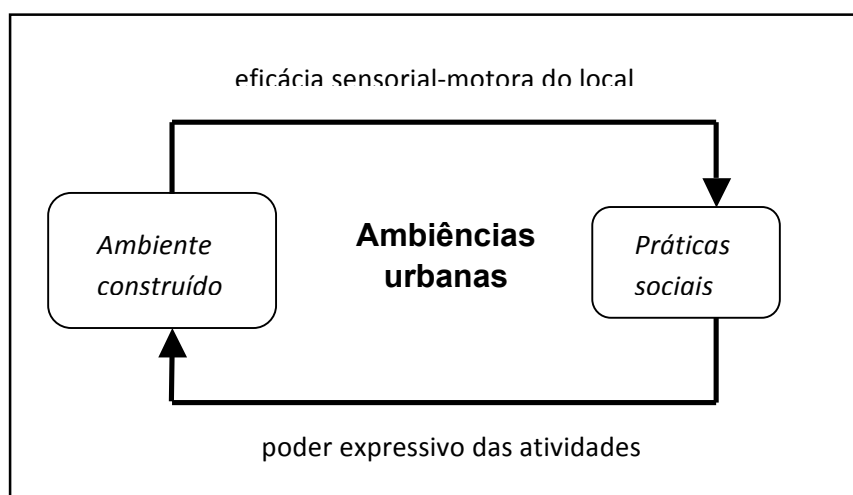 eficácia sensorial-motora do local
Ambiente
construído
Ambiências
urbanas
Práticas
sociais
poder expressivo das atividades